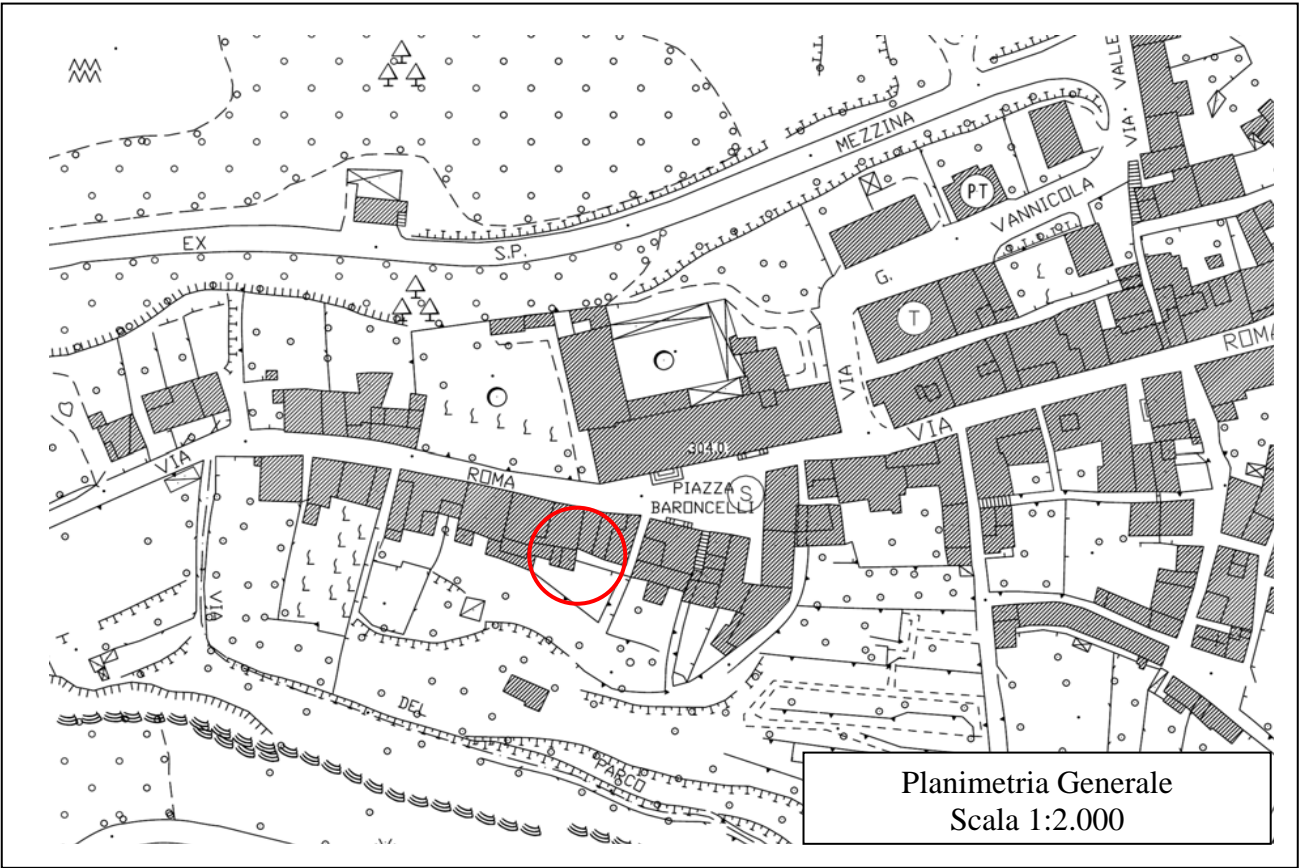 VALLE
VIA
MEZZINA
P.T
VANNICOLA
EX
S.P.
G.
T
ROMA
VIA
VIA
304.0
VIA
ROMA
PIAZZA
BARONCELLI
S
VIA
DEL
PARCO
Planimetria Generale
Scala 1:2.000